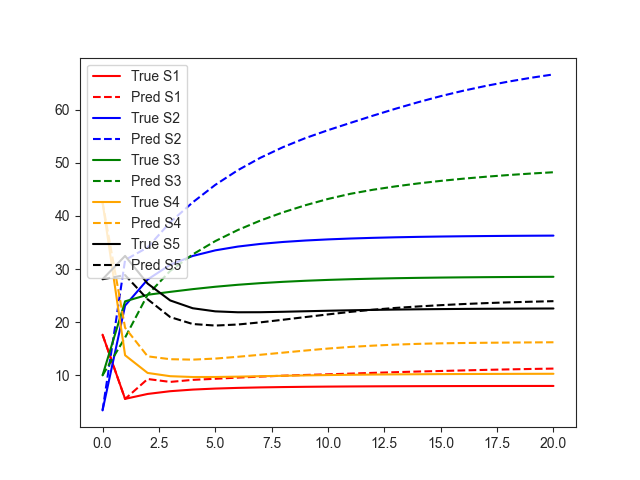 True S1
Pred S1
True S2
Pred S2
True S3
Pred S3
True S4
Pred S4
True S5
Pred S5
60
50
40
30
20
10
0.0 2.5 5.0 7.5 10.0 12.5 15.0 17.5 20.0